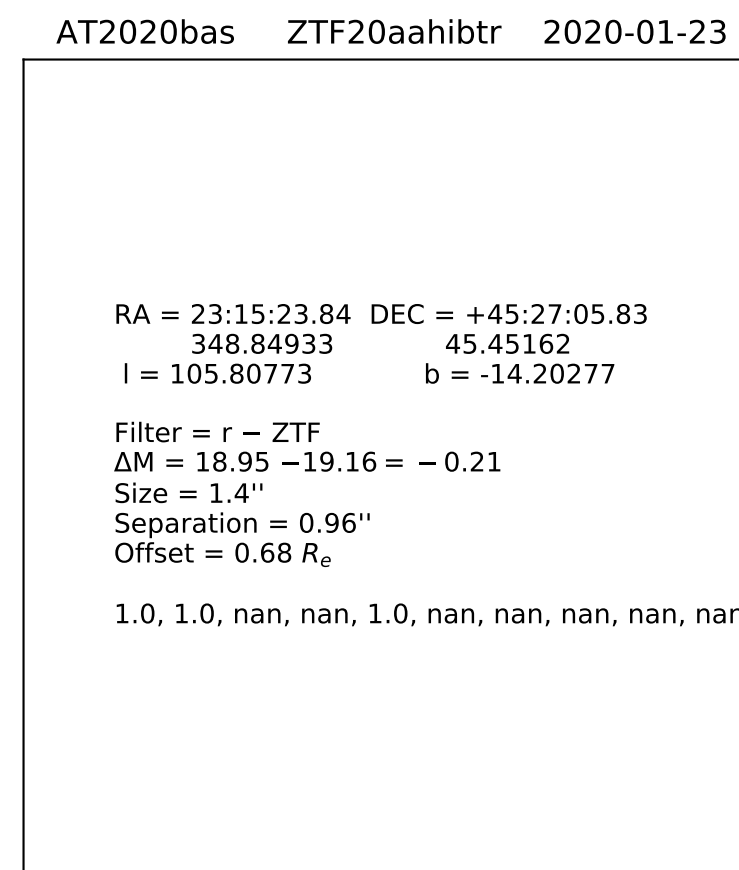 AT2020bas ZTF20aahibtr 2020-01-23
RA = 23:15:23.84 DEC = +45:27:05.83
348.84933 45.45162
l = 105.80773 b = -14.20277
Filter = r − ZTF
ΔM = 18.95 −19.16 = −0.21
Size = 1.4''
Separation = 0.96''
Offset = 0.68 Rₑ
1.0, 1.0, nan, nan, 1.0, nan, nan, nan, nan, nan